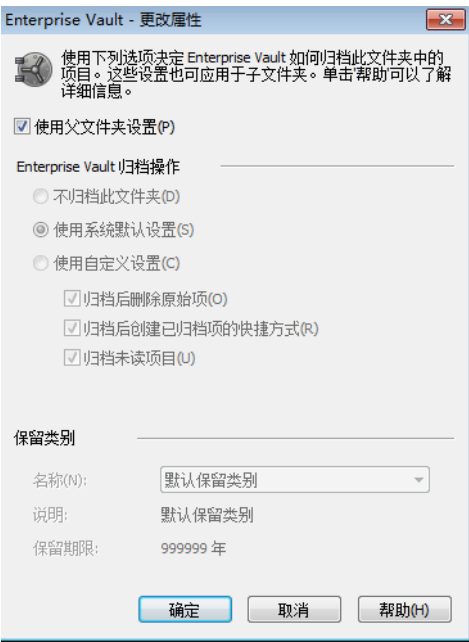 Enterprise Vault - 更改属性
使用下列选项决定 Enterprise Vault 如何归档此文件夹中的
项目。这些设置也可应用于子文件夹。单击'帮助'可以了解
详细信息。
使用父文件夹设置(P)
Enterprise Vault 归档操作
不归档此文件夹(D)
使用系统默认设置(S)
使用自定义设置(C)
归档后删除原始项(O)
归档后创建已归档项的快捷方式(R)
归档未读项目(U)
保留类别
名称(N): 默认保留类别
说明: 默认保留类别
保留期限: 999999 年
确定 取消 帮助(H)